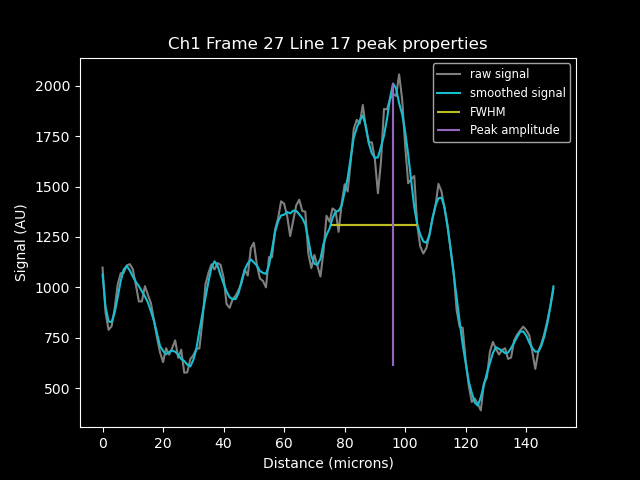 Ch1 Frame 27 Line 17 peak properties
raw signal
smoothed signal
FWHM
Peak amplitude
2000
1750
1500
1250
1000
750
500
Signal (AU)
0 20 40 60 80 100 120 140
Distance (microns)